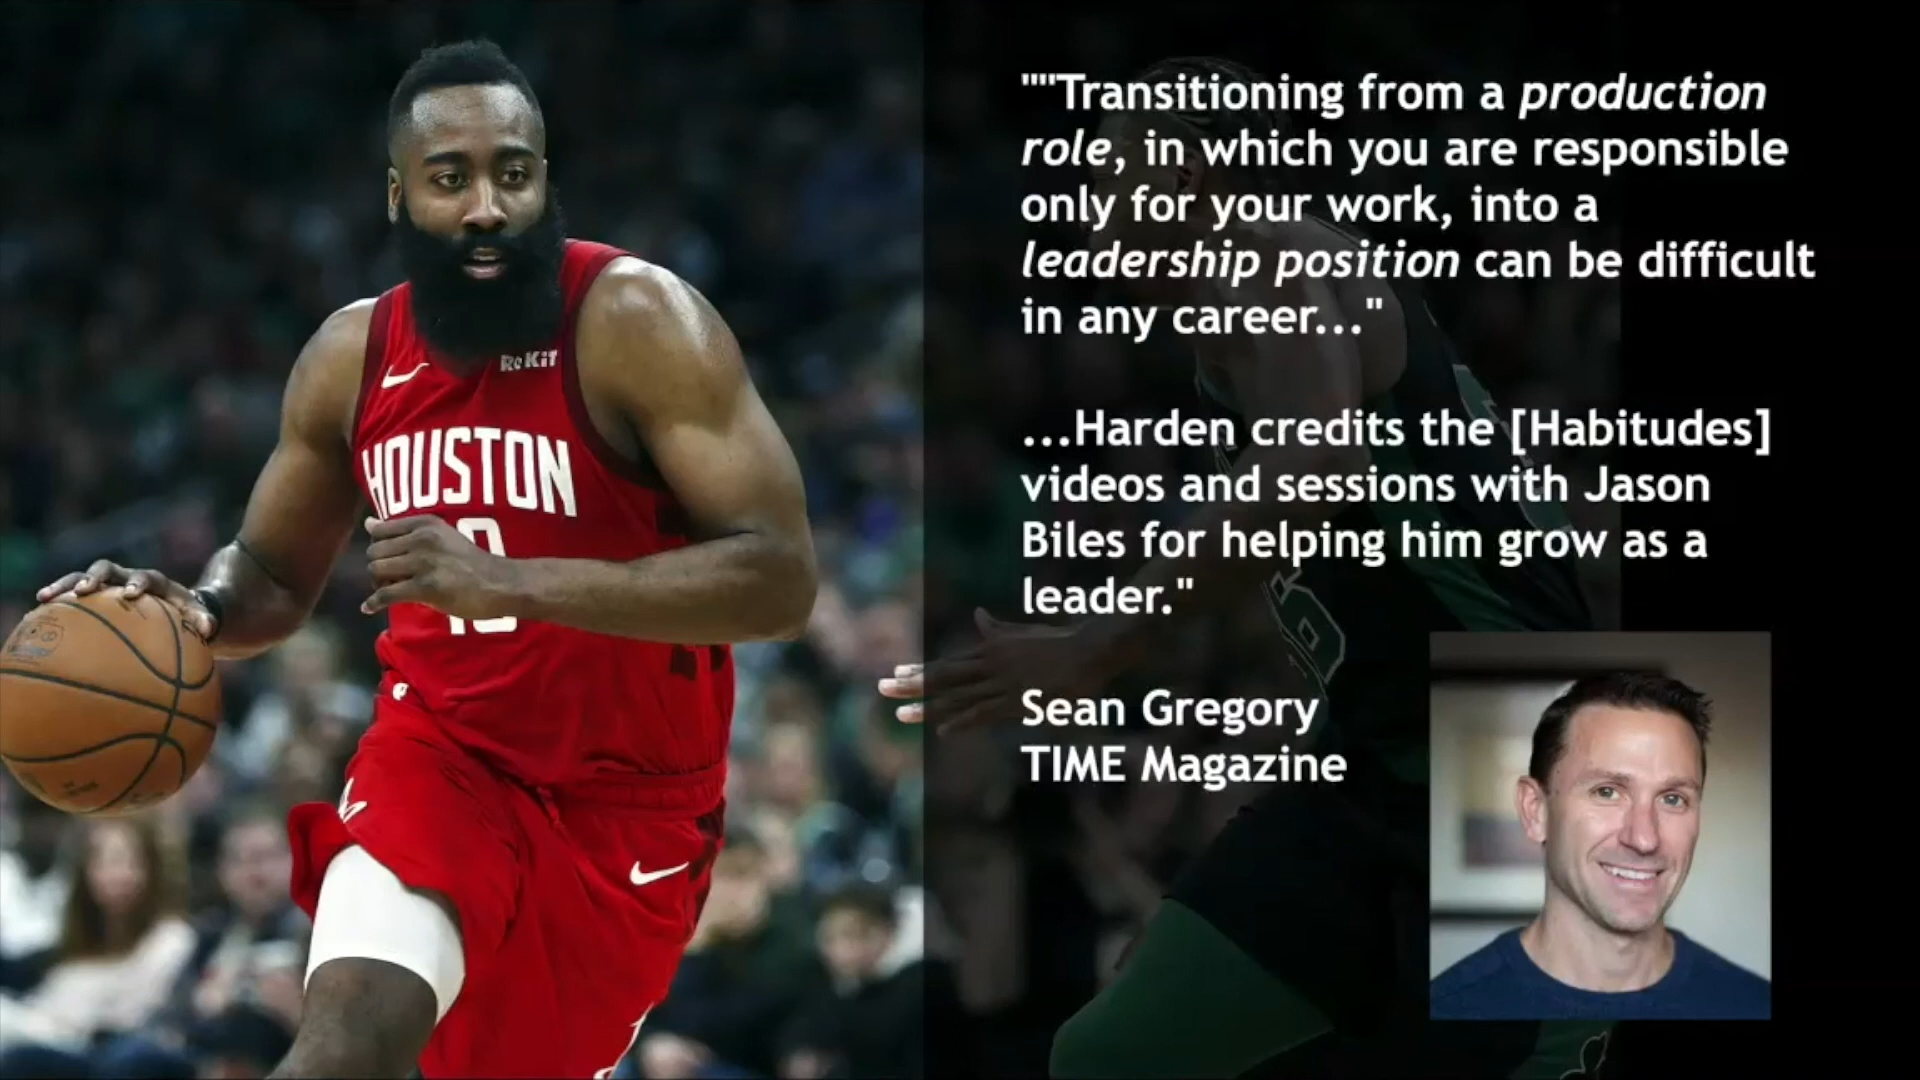 ""Transitioning from a production
role, in which you are responsible
only for your work, into a
leadership position can be difficult
in any career..."
...Harden credits the [Habitudes]
videos and sessions with Jason
Biles for helping him grow as a
leader."
Sean Gregory
TIME Magazine
ROKiT
HOUSTON
13